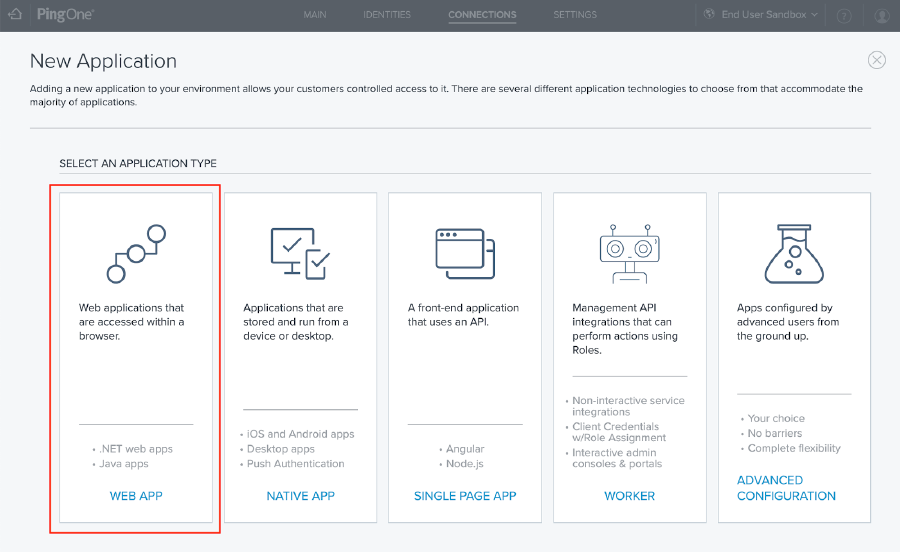 PingOne
MAIN
IDENTITIES
CONNECTIONS
SETTINGS
End User Sandbox
?
New Application
Adding a new application to your environment allows your customers controlled access to it. There are several different application technologies to choose from that accommodate the
majority of applications.
SELECT AN APPLICATION TYPE
Web applications that
are accessed within a
browser.
• .NET web apps
• Java apps
WEB APP
Applications that are
stored and run from a
device or desktop.
• iOS and Android apps
• Desktop apps
• Push Authentication
NATIVE APP
A front-end application
that uses an API.
• Angular
• Node.js
SINGLE PAGE APP
Management API
integrations that can
perform actions using
Roles.
• Non-interactive service
integrations
• Client Credentials
w/Role Assignment
• Interactive admin
consoles & portals
WORKER
Apps configured by
advanced users from
the ground up.
• Your choice
• No barriers
• Complete flexibility
ADVANCED
CONFIGURATION